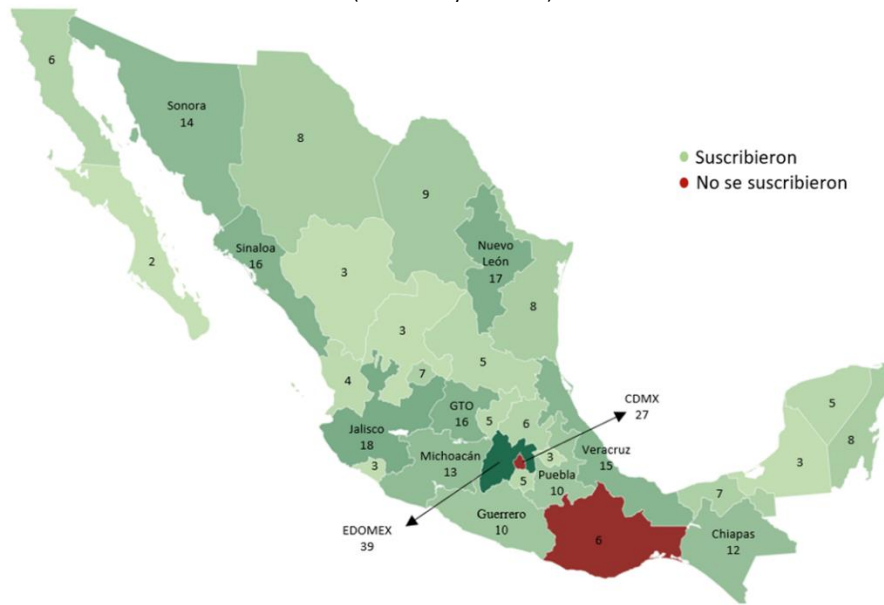 6
Sonora
14
8
9
Suscribieron
No se suscribieron
Nuevo
León
17
Sinaloa
16
2
3
8
3
5
4
7
5
CDMX
27
GTO
16
5
6
Jalisco
18
8
Michoacán
13
3
Veracruz
15
3
3
5
Puebla
10
7
Guerrero
10
EDOMEX
39
6
Chiapas
12